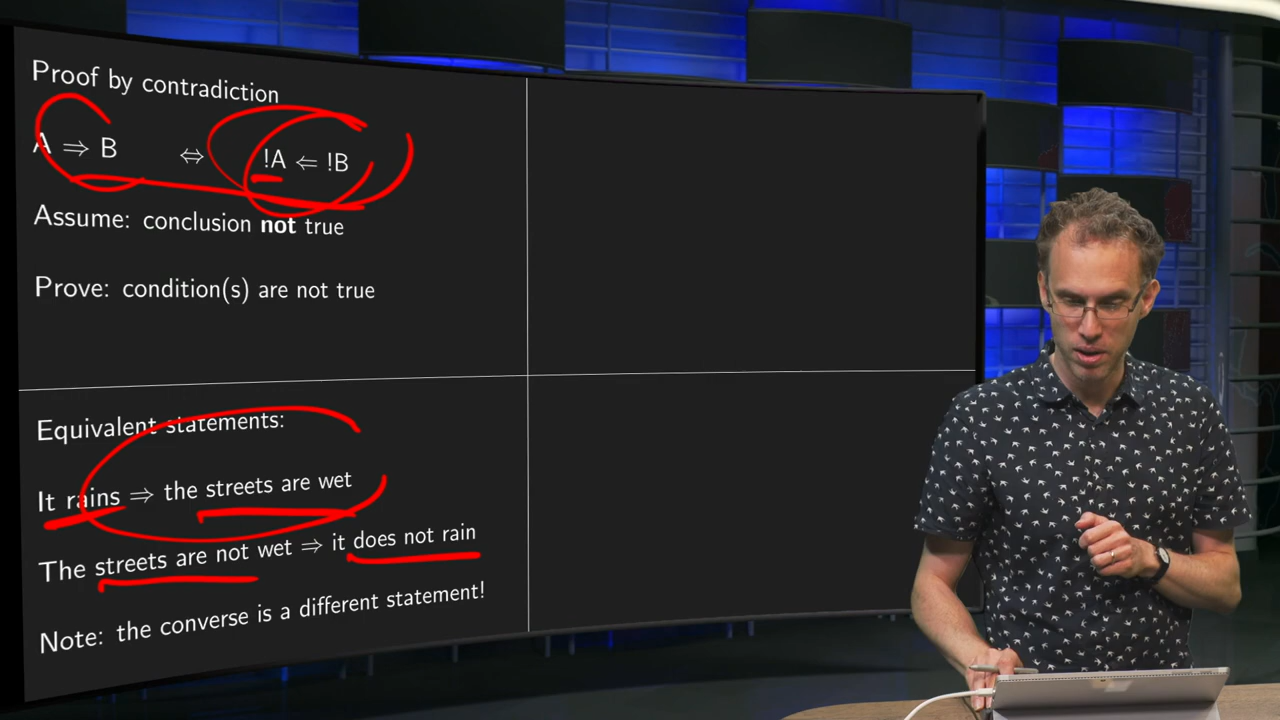 Proof by contradiction
A ⇒ B ⇔ !A ⇐ !B
Assume: conclusion not true
Prove: condition(s) are not true
Equivalent statements:
It rains ⇒ the streets are wet
The streets are not wet ⇒ it does not rain
Note: the converse is a different statement!